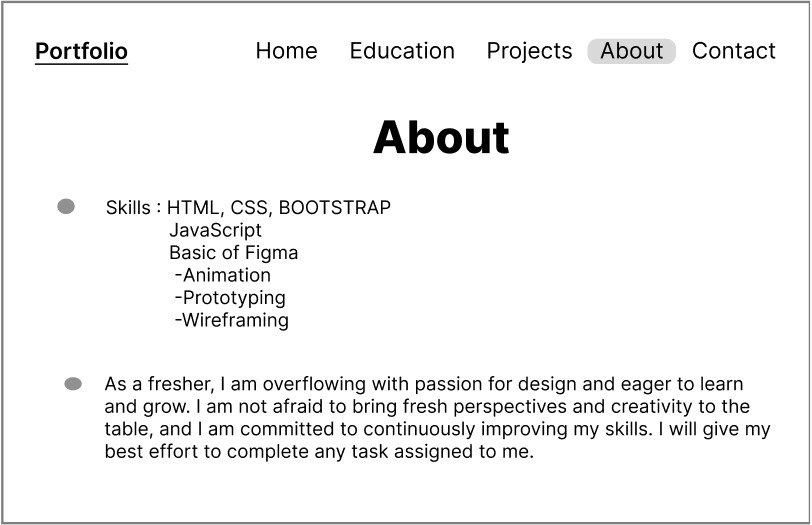 Portfolio Home Education Projects About Contact
About
Skills : HTML, CSS, BOOTSTRAP
JavaScript
Basic of Figma
-Animation
-Prototyping
-Wireframing
As a fresher, I am overflowing with passion for design and eager to learn
and grow. I am not afraid to bring fresh perspectives and creativity to the
table, and I am committed to continuously improving my skills. I will give my
best effort to complete any task assigned to me.